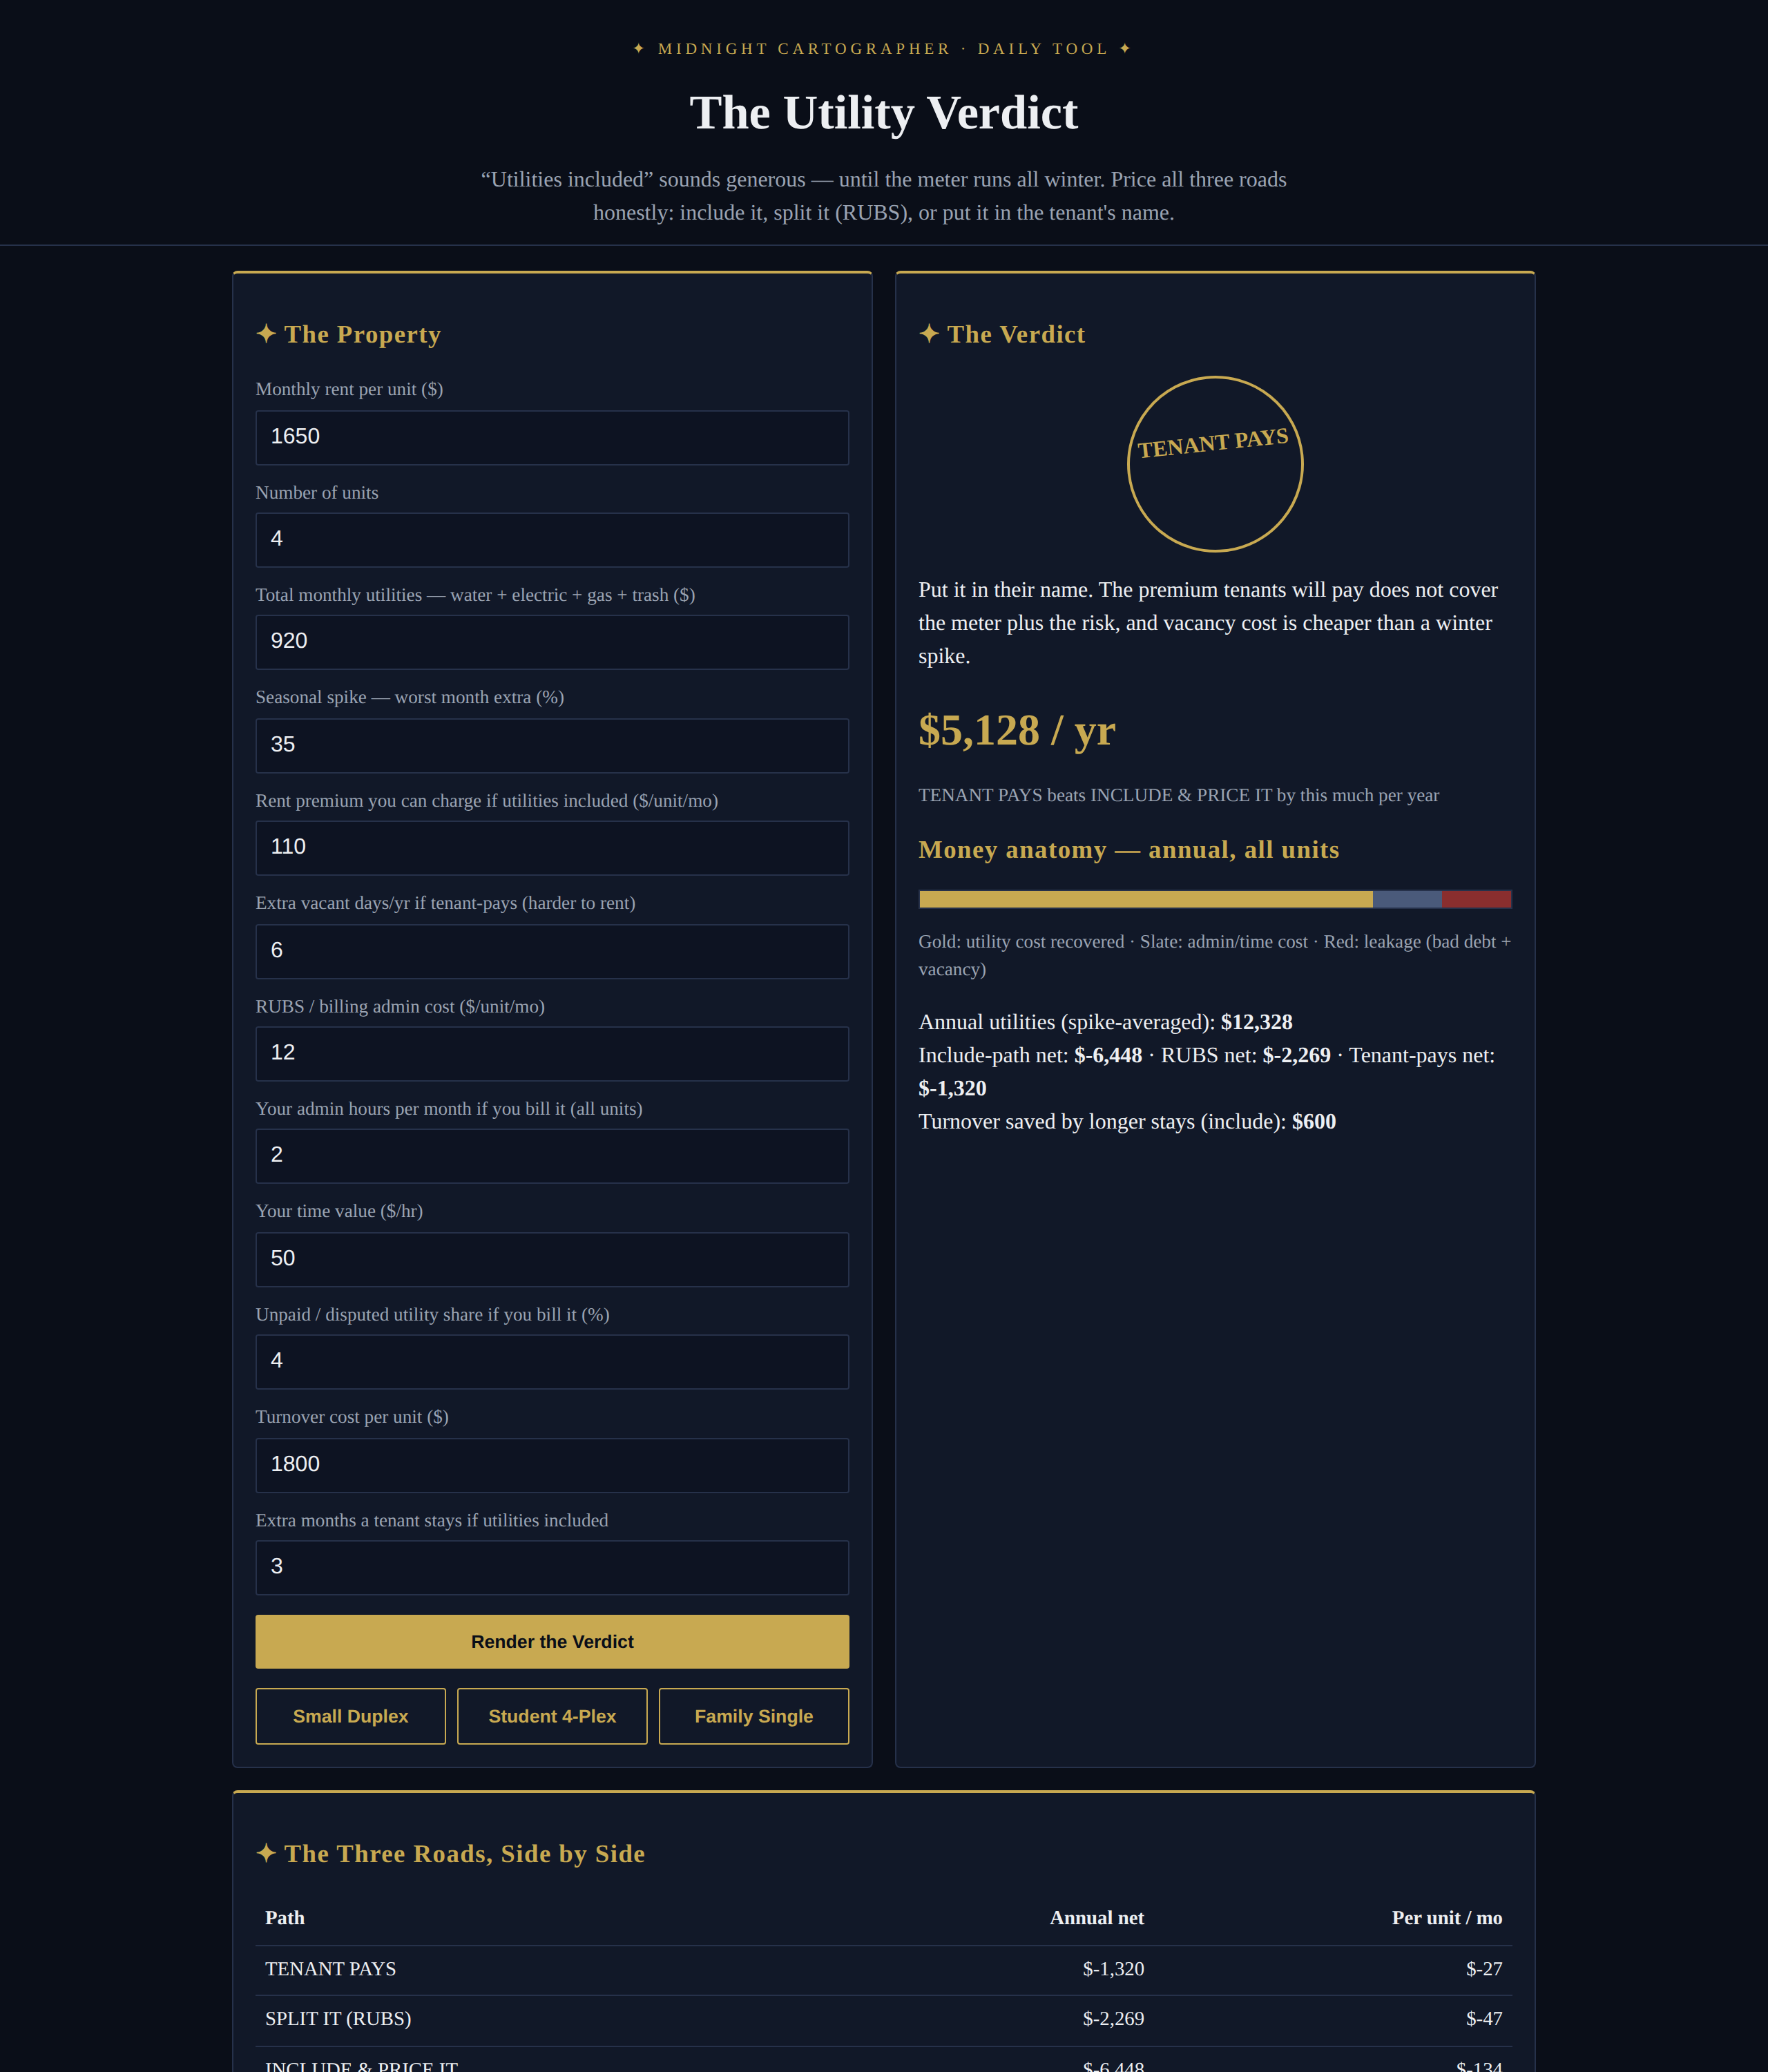 ✦ MIDNIGHT CARTOGRAPHER · DAILY TOOL ✦
The Utility Verdict
“Utilities included” sounds generous — until the meter runs all winter. Price all three roads
honestly: include it, split it (RUBS), or put it in the tenant's name.
✦ The Property
Monthly rent per unit ($)
1650
Number of units
4
Total monthly utilities — water + electric + gas + trash ($)
920
Seasonal spike — worst month extra (%)
35
Rent premium you can charge if utilities included ($/unit/mo)
110
Extra vacant days/yr if tenant-pays (harder to rent)
6
RUBS / billing admin cost ($/unit/mo)
12
Your admin hours per month if you bill it (all units)
2
Your time value ($/hr)
50
Unpaid / disputed utility share if you bill it (%)
4
Turnover cost per unit ($)
1800
Extra months a tenant stays if utilities included
3
Render the Verdict
Small Duplex
Student 4-Plex
Family Single
✦ The Verdict
TENANT PAYS
Put it in their name. The premium tenants will pay does not cover
the meter plus the risk, and vacancy cost is cheaper than a winter
spike.
$5,128 / yr
TENANT PAYS beats INCLUDE & PRICE IT by this much per year
Money anatomy — annual, all units
Gold: utility cost recovered · Slate: admin/time cost · Red: leakage (bad debt +
vacancy)
Annual utilities (spike-averaged): $12,328
Include-path net: $-6,448 · RUBS net: $-2,269 · Tenant-pays net:
$-1,320
Turnover saved by longer stays (include): $600
✦ The Three Roads, Side by Side
Path Annual net Per unit / mo
TENANT PAYS $-1,320 $-27
SPLIT IT (RUBS) $-2,269 $-47
INCLUDE & PRICE IT $-6,448 $-134